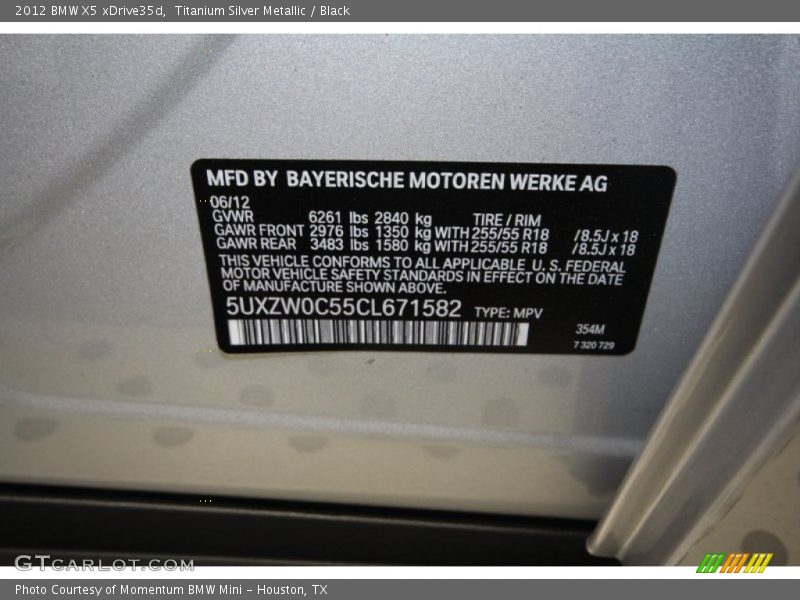 2012 BMW X5 xDrive35d,  Titanium Silver Metallic / Black
MFD BY BAYERISCHE MOTOREN WERKE AG
06/12
GVWR 6261 lbs 2840 kg TIRE / RIM
GAWR FRONT 2976 lbs 1350 kg WITH 255/55 R18 /8.5J x 18
GAWR REAR 3483 lbs 1580 kg WITH 255/55 R18 /8.5J x 18
THIS VEHICLE CONFORMS TO ALL APPLICABLE U. S. FEDERAL
MOTOR VEHICLE SAFETY STANDARDS IN EFFECT ON THE DATE
OF MANUFACTURE SHOWN ABOVE.
5UXZW0C55CL671582 TYPE: MPV
354M
7 320 729
GTcarlot.com
Photo Courtesy of Momentum BMW Mini - Houston, TX